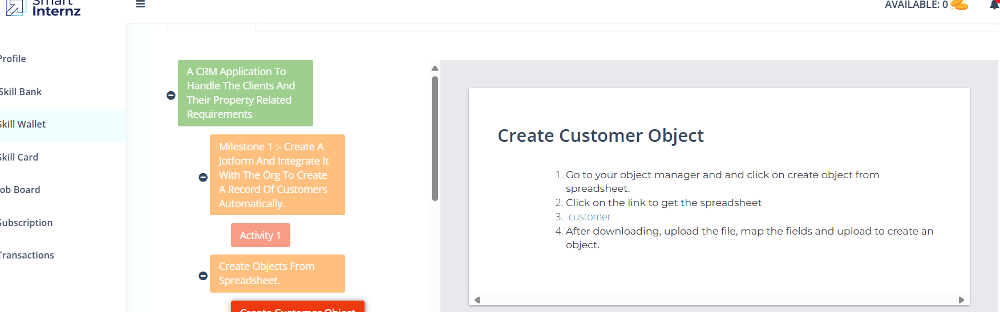 Smart
Internz
AVAILABLE: 0
Profile
Skill Bank
Skill Wallet
Skill Card
Job Board
Subscription
Transactions
A CRM Application To
Handle The Clients And
Their Property Related
Requirements
Milestone 1 :- Create A
Jotform And Integrate It
With The Org To Create
A Record Of Customers
Automatically.
Activity 1
Create Objects From
Spreadsheet.
Create Customer Object
Create Customer Object
1. Go to your object manager and and click on create object from
spreadsheet.
2. Click on the link to get the spreadsheet
3. customer
4. After downloading, upload the file, map the fields and upload to create an
object.